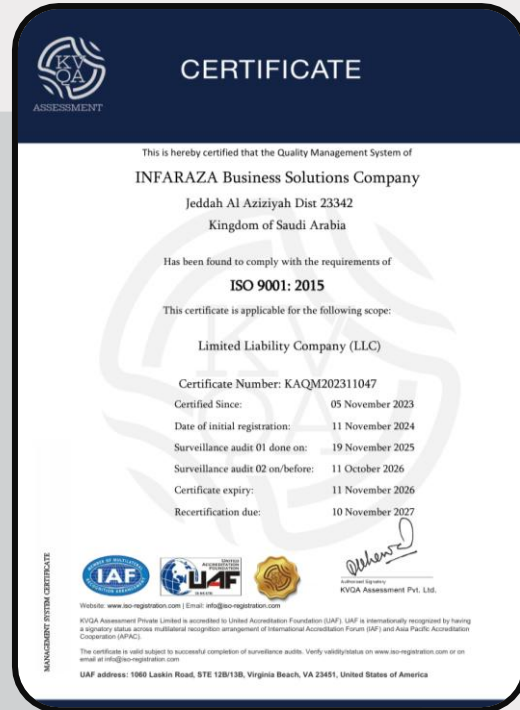 KV
QA
ASSESSMENT
CERTIFICATE
This is hereby certified that the Quality Management System of
INFARAZA Business Solutions Company
Jeddah Al Aziziyah Dist 23342
Kingdom of Saudi Arabia
Has been found to comply with the requirements of
ISO 9001: 2015
This certificate is applicable for the following scope:
Limited Liability Company (LLC)
Certificate Number: KAQM202311047
Certified Since: 05 November 2023
Date of initial registration: 11 November 2024
Surveillance audit 01 done on: 19 November 2025
Surveillance audit 02 on/before: 11 October 2026
Certificate expiry: 11 November 2026
Recertification due: 10 November 2027
MANAGEMENT SYSTEM CERTIFICATE
IAF
UNITED
ACCREDITATION
FOUNDATION
UAF
Authorised Signatory
KVQA Assessment Pvt. Ltd.
Website: www.iso-registration.com | Email: info@iso-registration.com
KVQA Assessment Private Limited is accredited to United Accreditation Foundation (UAF). UAF is internationally recognized by having
a signatory status across multilateral recognition arrangement of International Accreditation Forum (IAF) and Asia Pacific Accreditation
Cooperation (APAC).
The certificate is valid subject to successful completion of surveillance audits. Verify validity/status on www.iso-registration.com or on
email at info@iso-registration.com
UAF address: 1060 Laskin Road, STE 12B/13B, Virginia Beach, VA 23451, United States of America